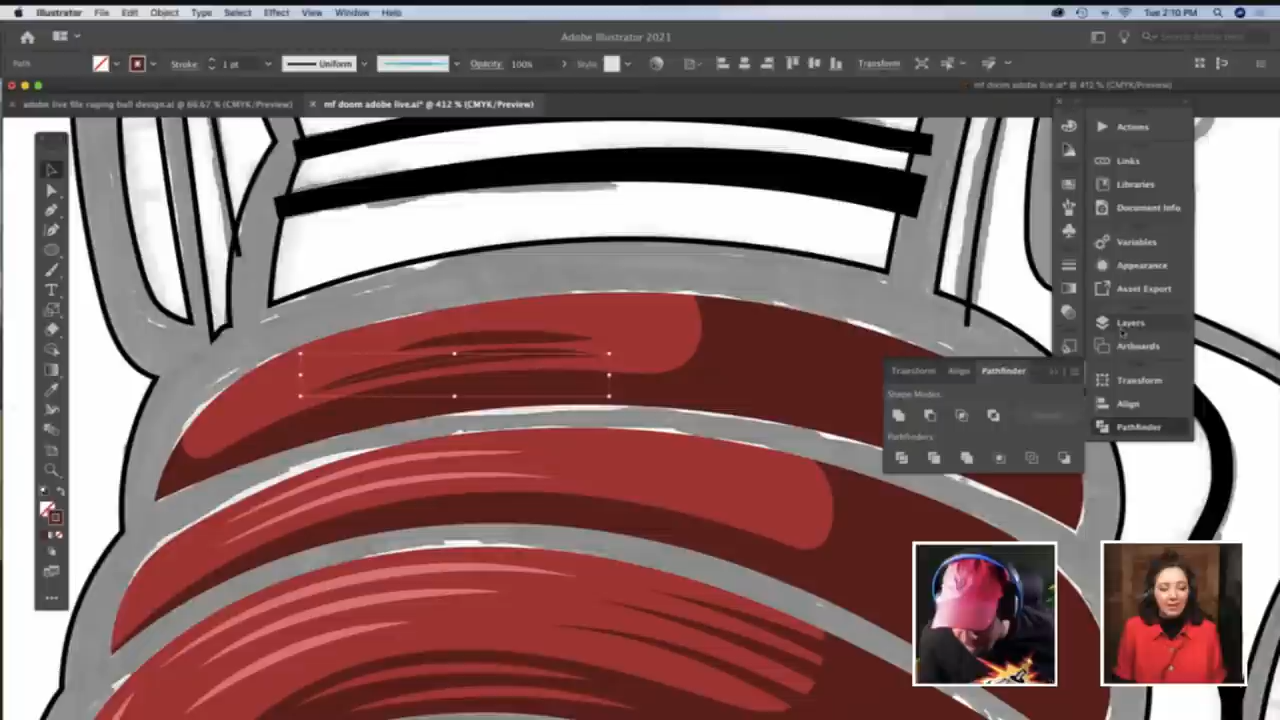 Illustrator File Edit Object Type Select Effect View Window Help
Tue 2:10 PM
Adobe Illustrator 2021
Path
Stroke:
1 pt
Uniform
Opacity:
100%
Style:
Transform
mf doom adobe live.ai* @ 412 % (CMYK/Preview)
adobe live file raping ball design.ai @ 66.67 % (CMYK/Preview)
mf doom adobe live.ai* @ 412 % (CMYK/Preview)
Actions
Links
Libraries
Document Info
Variables
Appearance
Asset Export
Layers
Artboards
Transform
Align
Pathfinder
Transform
Align
Pathfinder
Shape Modes:
Pathfinders: